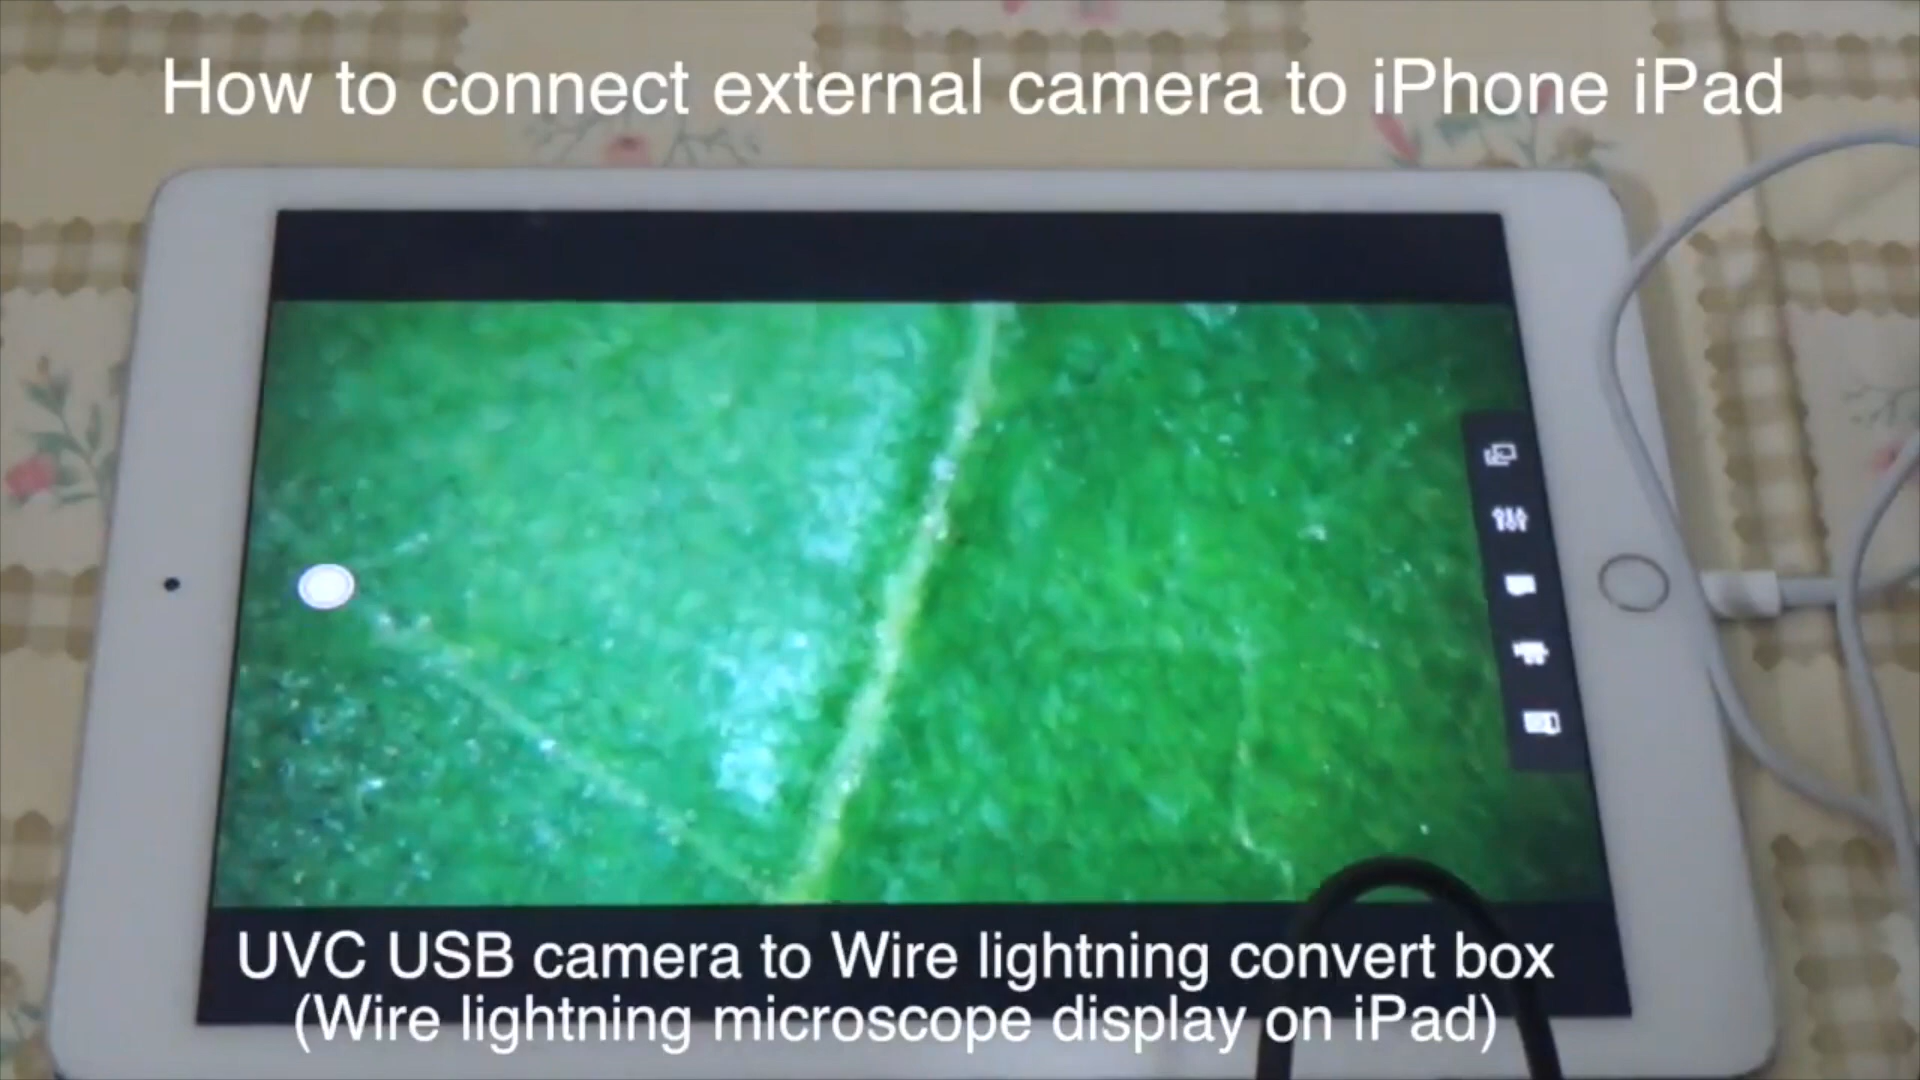 How to connect external camera to iPhone iPad
UVC USB camera to Wire lightning convert box
(Wire lightning microscope display on iPad)